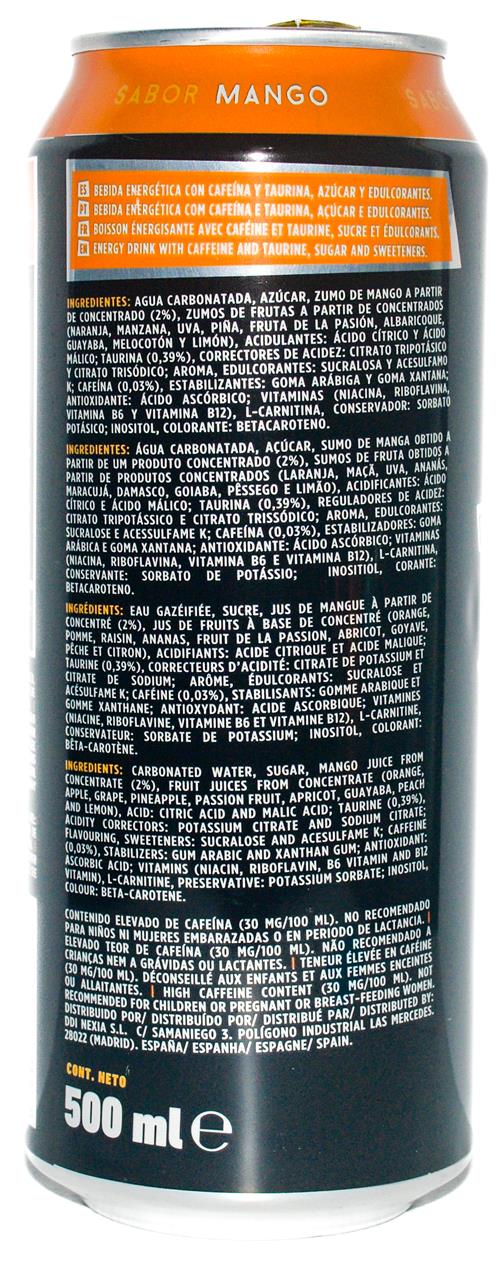 SABOR MANGO
ES BEBIDA ENERGÉTICA CON CAFEÍNA Y TAURINA, AZÚCAR Y EDULCORANTES.
PT BEBIDA ENERGÉTICA COM CAFEÍNA E TAURINA, AÇÚCAR E EDULCORANTES.
FR BOISSON ÉNERGISANTE AVEC CAFÉINE ET TAURINE, SUCRE ET ÉDULCORANTS.
EN ENERGY DRINK WITH CAFFEINE AND TAURINE, SUGAR AND SWEETENERS.
INGREDIENTES: AGUA CARBONATADA, AZÚCAR, ZUMO DE MANGO A PARTIR
DE CONCENTRADO (2%), ZUMOS DE FRUTAS A PARTIR DE CONCENTRADOS
(NARANJA, MANZANA, UVA, PIÑA, FRUTA DE LA PASIÓN, ALBARICOQUE,
GUAYABA, MELOCOTÓN Y LIMÓN), ACIDULANTES: ÁCIDO CÍTRICO Y ÁCIDO
MÁLICO; TAURINA (0,39%), CORRECTORES DE ACIDEZ: CITRATO TRIPOTÁSICO
Y CITRATO TRISÓDICO; AROMA, EDULCORANTES: SUCRALOSA Y ACESULFAMO
K; CAFEÍNA (0,03%), ESTABILIZANTES: GOMA ARÁBIGA Y GOMA XANTANA;
ANTIOXIDANTE: ÁCIDO ASCÓRBICO; VITAMINAS (NIACINA, RIBOFLAVINA,
VITAMINA B6 Y VITAMINA B12), L-CARNITINA, CONSERVADOR: SORBATO
POTÁSICO; INOSITOL, COLORANTE: BETACAROTENO.
INGREDIENTES: ÁGUA CARBONATADA, AÇÚCAR, SUMO DE MANGA OBTIDO A
PARTIR DE UM PRODUTO CONCENTRADO (2%), SUMOS DE FRUTA OBTIDOS A
PARTIR DE PRODUTOS CONCENTRADOS (LARANJA, MAÇÃ, UVA, ANANÁS,
MARACUJÁ, DAMASCO, GOIABA, PÊSSEGO E LIMÃO), ACIDIFICANTES: ÁCIDO
CÍTRICO E ÁCIDO MÁLICO; TAURINA (0,39%), REGULADORES DE ACIDEZ:
CITRATO TRIPOTÁSSICO E CITRATO TRISSÓDICO; AROMA, EDULCORANTES:
SUCRALOSE E ACESSULFAME K; CAFEÍNA (0,03%), ESTABILIZADORES: GOMA
ARÁBICA E GOMA XANTANA; ANTIOXIDANTE: ÁCIDO ASCÓRBICO; VITAMINAS
(NIACINA, RIBOFLAVINA, VITAMINA B6 E VITAMINA B12), L-CARNITINA,
CONSERVANTE: SORBATO DE POTÁSSIO; INOSITIOL, CORANTE:
BETACAROTENO.
INGRÉDIENTS: EAU GAZÉIFIÉE, SUCRE, JUS DE MANGUE À PARTIR DE
CONCENTRÉ (2%), JUS DE FRUITS À BASE DE CONCENTRÉ (ORANGE,
POMME, RAISIN, ANANAS, FRUIT DE LA PASSION, ABRICOT, GOYAVE,
PÊCHE ET CITRON), ACIDIFIANTS: ACIDE CITRIQUE ET ACIDE MALIQUE;
TAURINE (0,39%), CORRECTEURS D'ACIDITÉ: CITRATE DE POTASSIUM ET
CITRATE DE SODIUM; ARÔME, ÉDULCORANTS: SUCRALOSE ET
ACÉSULFAME K; CAFÉINE (0,03%), STABILISANTS: GOMME ARABIQUE ET
GOMME XANTHANE; ANTIOXYDANT: ACIDE ASCORBIQUE; VITAMINES
(NIACINE, RIBOFLAVINE, VITAMINE B6 ET VITAMINE B12), L-CARNITINE,
CONSERVATEUR: SORBATE DE POTASSIUM; INOSITOL, COLORANT:
BÊTA-CAROTÈNE.
INGREDIENTS: CARBONATED WATER, SUGAR, MANGO JUICE FROM
CONCENTRATE (2%), FRUIT JUICES FROM CONCENTRATE (ORANGE,
APPLE, GRAPE, PINEAPPLE, PASSION FRUIT, APRICOT, GUAYABA, PEACH
AND LEMON), ACID: CITRIC ACID AND MALIC ACID; TAURINE (0,39%),
ACIDITY CORRECTORS: POTASSIUM CITRATE AND SODIUM CITRATE;
FLAVOURING, SWEETENERS: SUCRALOSE AND ACESULFAME K; CAFFEINE
(0,03%), STABILIZERS: GUM ARABIC AND XANTHAN GUM; ANTIOXIDANT:
ASCORBIC ACID; VITAMINS (NIACIN, RIBOFLAVIN, B6 VITAMIN AND B12
VITAMIN), L-CARNITINE, PRESERVATIVE: POTASSIUM SORBATE; INOSITOL,
COLOUR: BETA-CAROTENE.
CONTENIDO ELEVADO DE CAFEÍNA (30 MG/100 ML). NO RECOMENDADO
PARA NIÑOS NI MUJERES EMBARAZADAS O EN PERIODO DE LACTANCIA. |
ELEVADO TEOR DE CAFEÍNA (30 MG/100 ML). NÃO RECOMENDADO A
CRIANÇAS NEM A GRÁVIDAS OU LACTANTES. | TENEUR ÉLEVÉE EN CAFÉINE
(30 MG/100 ML). DÉCONSEILLÉ AUX ENFANTS ET AUX FEMMES ENCEINTES
OU ALLAITANTES. | HIGH CAFFEINE CONTENT (30 MG/100 ML). NOT
RECOMMENDED FOR CHILDREN OR PREGNANT OR BREAST-FEEDING WOMEN.
DISTRIBUIDO POR/ DISTRIBUÍDO POR/ DISTRIBUÉ PAR/ DISTRIBUTED BY:
DDI NEXIA S.L. C/ SAMANIEGO 3. POLÍGONO INDUSTRIAL LAS MERCEDES.
28022 (MADRID). ESPAÑA/ ESPANHA/ ESPAGNE/ SPAIN.
CONT. NETO
500 ml e